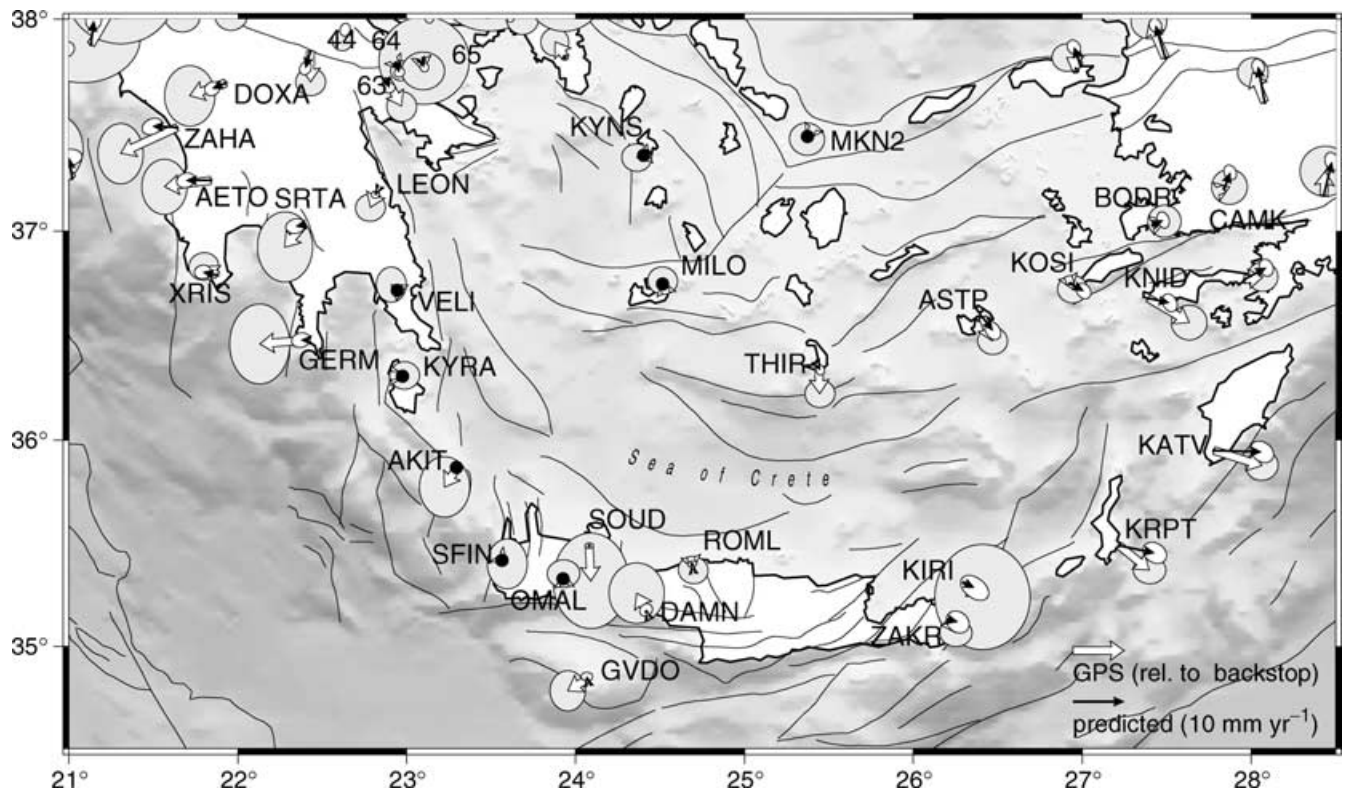 38°
44
64
65
63
DOXA
KYNS
MKN2
ZAHA
LEON
AETO
SRTA
BODR
CAMK
37°
MILO
KOSI
KNID
XRIS
VELI
ASTP
GERM
KYRA
THIR
36°
AKIT
Sea of Crete
KATV
SOUD
ROML
KRPT
SFIN
KIRI
OMAL
DAMN
ZAKR
35°
GVDO
GPS (rel. to backstop)
predicted (10 mm yr⁻¹)
21°
22°
23°
24°
25°
26°
27°
28°